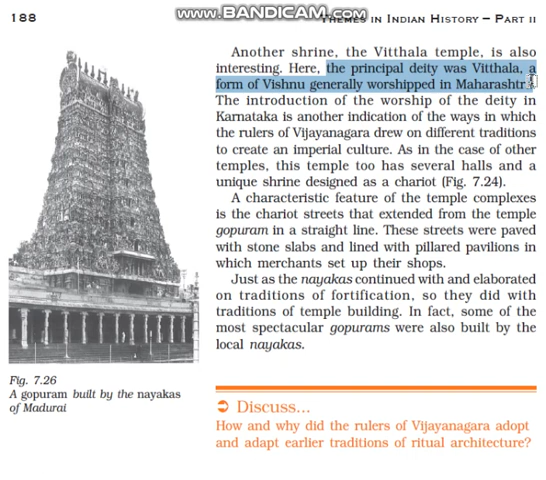 188
WWW.BANDICAM.COM
THEMES IN INDIAN HISTORY – PART II
Another shrine, the Vitthala temple, is also
interesting. Here, the principal deity was Vitthala, a
form of Vishnu generally worshipped in Maharashtra.
The introduction of the worship of the deity in
Karnataka is another indication of the ways in which
the rulers of Vijayanagara drew on different traditions
to create an imperial culture. As in the case of other
temples, this temple too has several halls and a
unique shrine designed as a chariot (Fig. 7.24).
A characteristic feature of the temple complexes
is the chariot streets that extended from the temple
gopuram in a straight line. These streets were paved
with stone slabs and lined with pillared pavilions in
which merchants set up their shops.
Just as the nayakas continued with and elaborated
on traditions of fortification, so they did with
traditions of temple building. In fact, some of the
most spectacular gopurams were also built by the
local nayakas.
Fig. 7.26
A gopuram built by the nayakas
of Madurai
Discuss...
How and why did the rulers of Vijayanagara adopt
and adapt earlier traditions of ritual architecture?